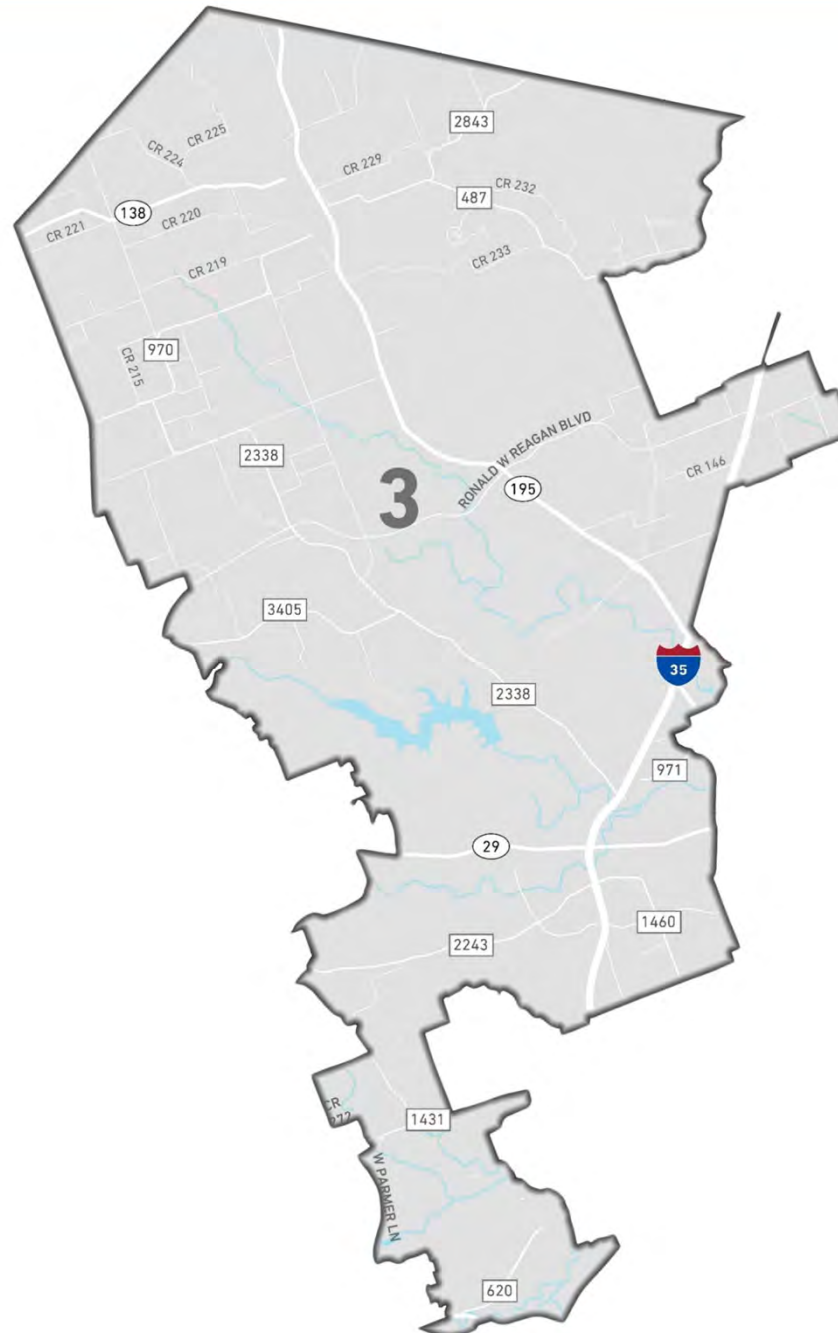 CR 225
2843
CR 224
CR 229
CR 232
487
138
CR 220
CR 221
CR 233
CR 219
970
CR 215
RONALD W REAGAN BLVD
2338
CR 146
195
3
3405
35
2338
971
29
1460
2243
CR
272
1431
W PARMER LN
620